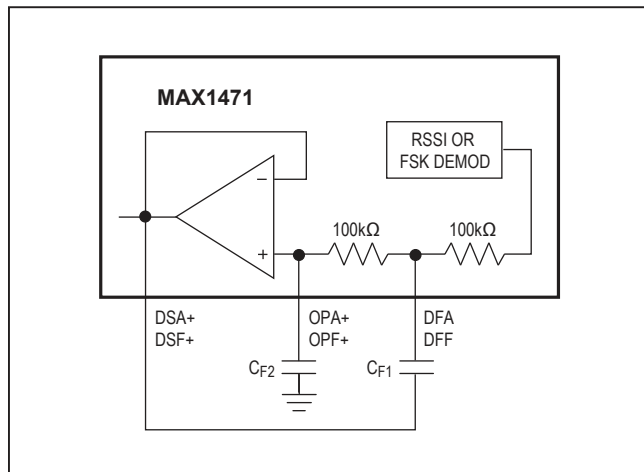 MAX1471
RSSI OR
FSK DEMOD
100kΩ
100kΩ
−
+
DSA+
DSF+
OPA+
OPF+
DFA
DFF
CF2
CF1